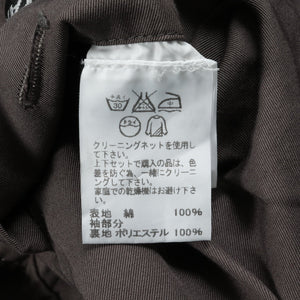 30
クリーニングネットを使用し
て下さい。
上下セットで購入の品は、色
差を防ぐ為、一緒にクリーニン
グして下さい。
家庭での乾燥機はお避け下さ
い。
表地 綿 100%
袖部分
裏地 ポリエステル 100%